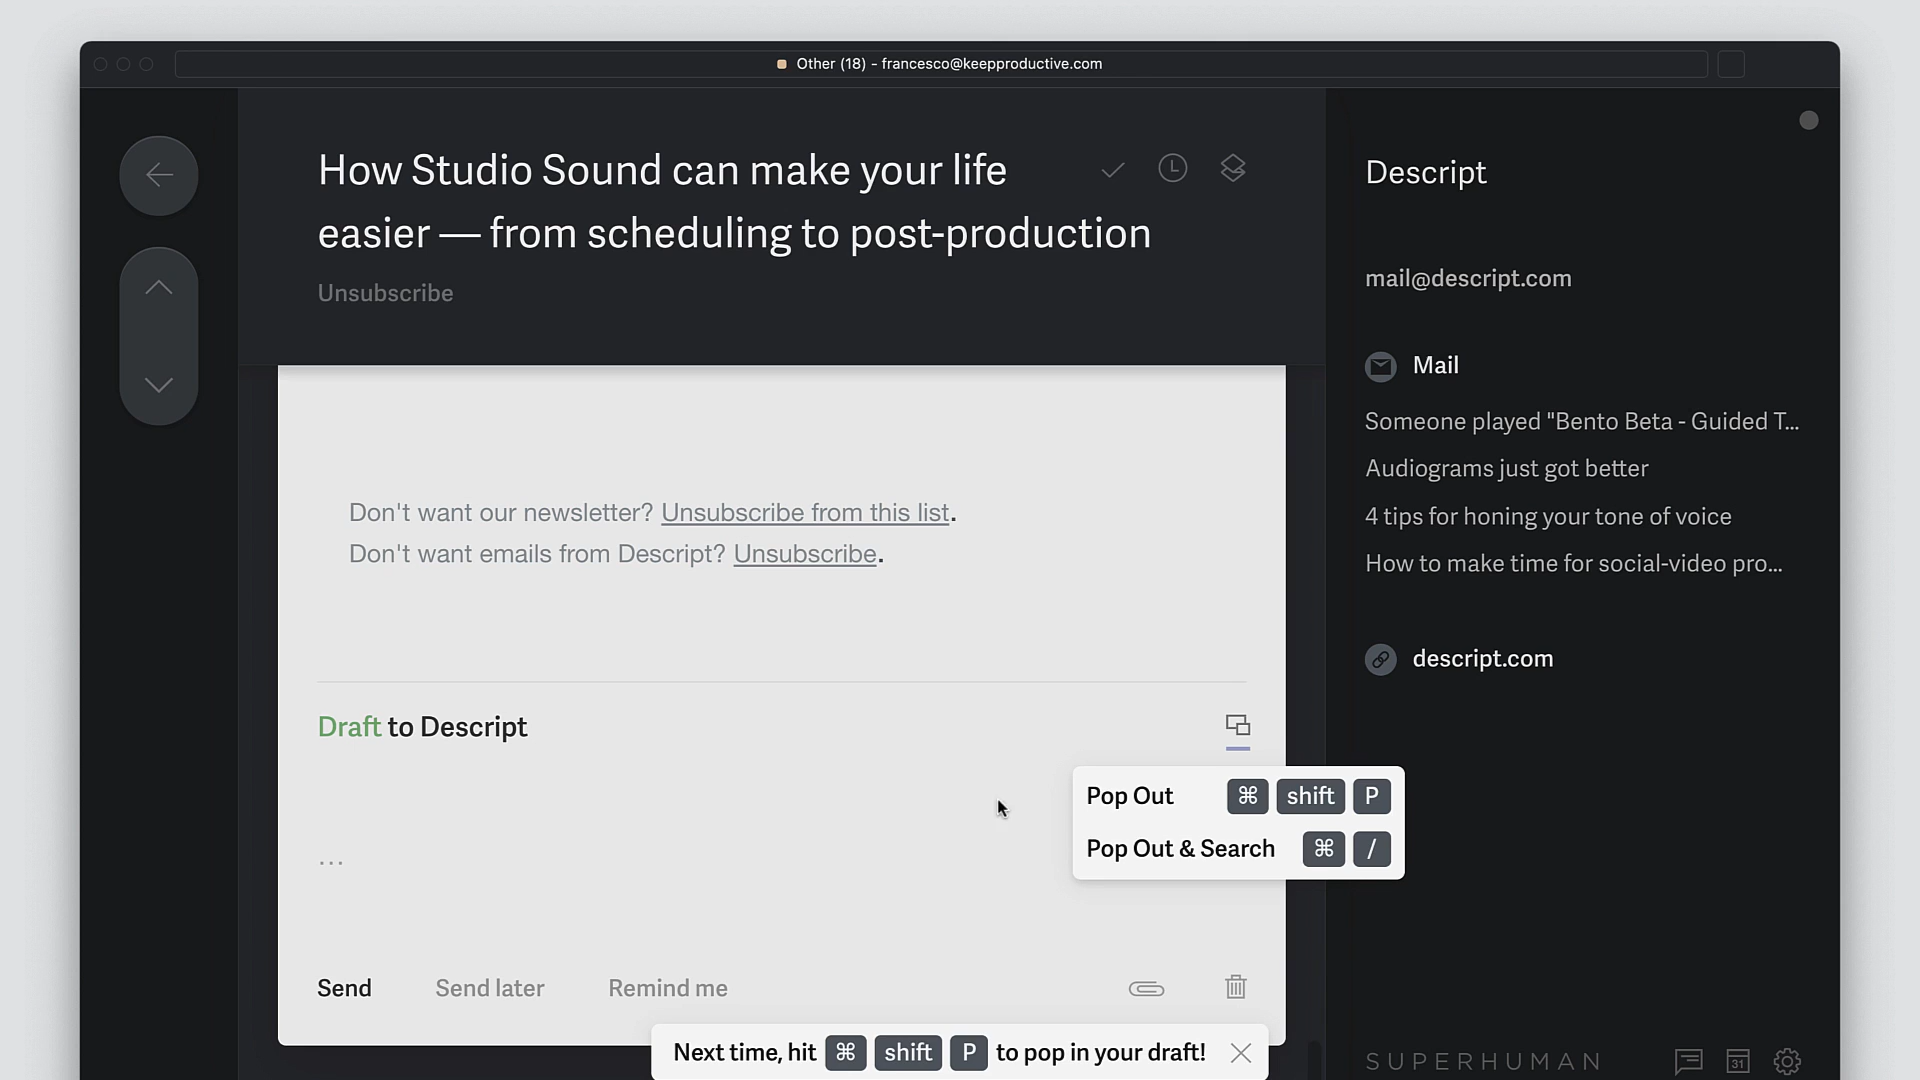 Other (18) - francesco@keepproductive.com
How Studio Sound can make your life
easier — from scheduling to post-production
Unsubscribe
Don't want our newsletter? Unsubscribe from this list.
Don't want emails from Descript? Unsubscribe.
Draft to Descript
Pop Out ⌘ shift P
Pop Out & Search ⌘ /
...
Send Send later Remind me
Next time, hit ⌘ shift P to pop in your draft!
Descript
mail@descript.com
Mail
Someone played "Bento Beta - Guided T...
Audiograms just got better
4 tips for honing your tone of voice
How to make time for social-video pro...
descript.com
SUPERHUMAN
31